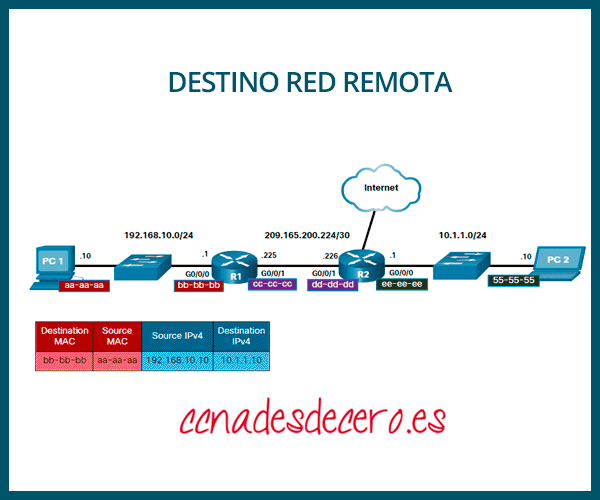 DESTINO RED REMOTA
Internet
192.168.10.0/24
209.165.200.224/30
10.1.1.0/24
PC 1
.10
.1
R1
.225
.226
R2
.1
.10
PC 2
G0/0/0
G0/0/1
G0/0/1
G0/0/0
aa-aa-aa
bb-bb-bb
cc-cc-cc
dd-dd-dd
ee-ee-ee
55-55-55
Destination MAC
Source MAC
Source IPv4
Destination IPv4
bb-bb-bb
aa-aa-aa
192.168.10.10
10.1.1.10
ccnadesdecero.es